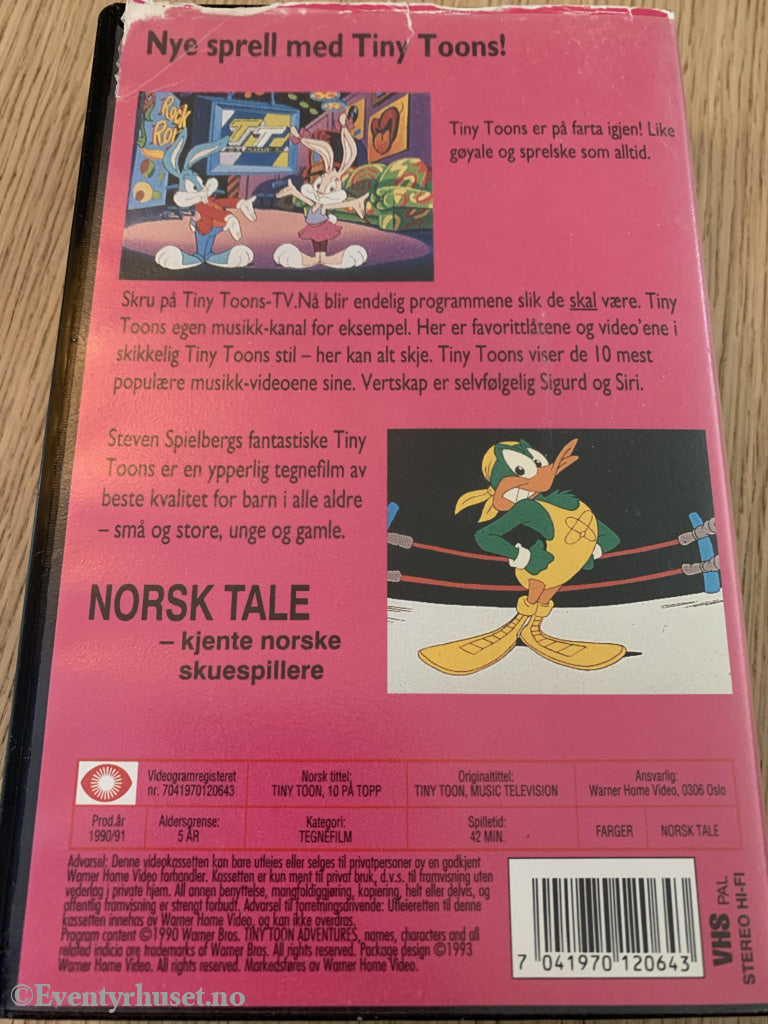 Nye sprell med Tiny Toons!
ROCK
ROLL
TT
Tiny Toons er på farta igjen! Like
gøyale og sprelske som alltid.
Skru på Tiny Toons-TV.Nå blir endelig programmene slik de skal være. Tiny
Toons egen musikk-kanal for eksempel. Her er favorittlåtene og video'ene i
skikkelig Tiny Toons stil – her kan alt skje. Tiny Toons viser de 10 mest
populære musikk-videoene sine. Vertskap er selvfølgelig Sigurd og Siri.
Steven Spielbergs fantastiske Tiny
Toons er en ypperlig tegnefilm av
beste kvalitet for barn i alle aldre
– små og store, unge og gamle.
NORSK TALE
– kjente norske
skuespillere
Videogramregisteret
nr. 7041970120643
Norsk tittel:
TINY TOON, 10 PÅ TOPP
Originaltittel:
TINY TOON, MUSIC TELEVISION
Ansvarlig:
Warner Home Video, 0306 Oslo
Prod.år
1990/91
Aldersgrense:
5 ÅR
Kategori:
TEGNEFILM
Spilletid:
42 MIN.
FARGER
NORSK TALE
Advarsel: Denne videokassetten kan bare utleies eller selges til privatpersoner av en godkjent
Warner Home Video forhandler. Kassetten er kun ment til privat bruk, d.v.s. til framvisning uten
vederlag i private hjem. All annen benyttelse, mangfoldiggjøring, kopiering, helt eller delvis, og
offentlig framvisning er strengt forbudt. Advarsel til forretningsdrivende: Utleieretten til denne
kassetten innehas av Warner Home Video, og kan ikke overdras.
Program content ©1990 Warner Bros. TINY TOON ADVENTURES, names, characters and all
related indicia are trademarks of Warner Bros. All rights reserved. Package design ©1993
Warner Home Video. All rights reserved. Markedsføres av Warner Home Video.
7 041970 120643
VHS PAL
STEREO HI-FI
©Eventyrhuset.no